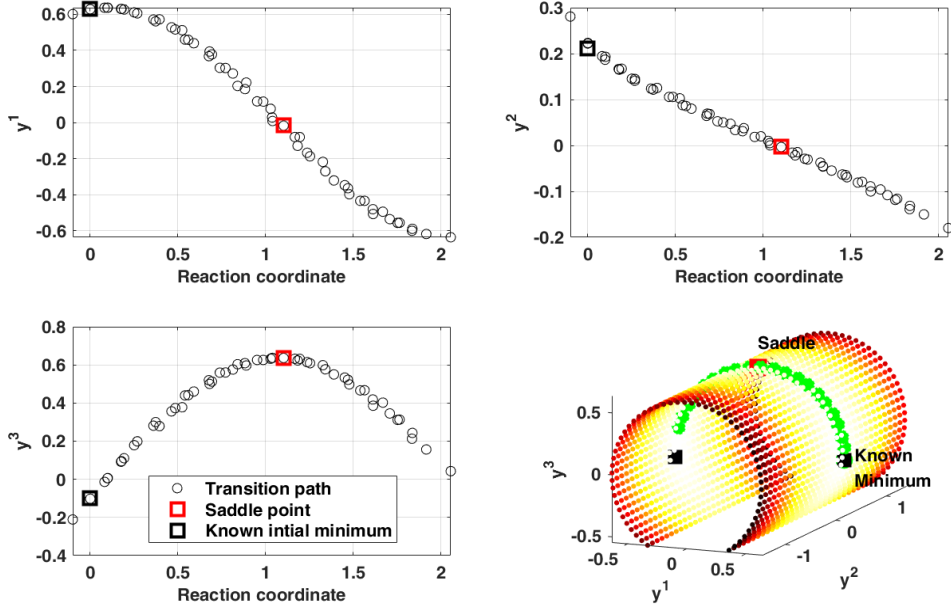 0.6
0.4
0.2
0
-0.2
-0.4
-0.6
y1
0
0.5
1
1.5
2
Reaction coordinate
0.3
0.2
0.1
0
-0.1
-0.2
y2
0
0.5
1
1.5
2
Reaction coordinate
0.8
0.6
0.4
0.2
0
-0.2
-0.4
y3
0
0.5
1
1.5
2
Reaction coordinate
Transition path
Saddle point
Known intial minimum
Saddle
Known
Minimum
0.5
0
-0.5
y3
-0.5
0
0.5
y1
-1
0
1
y2